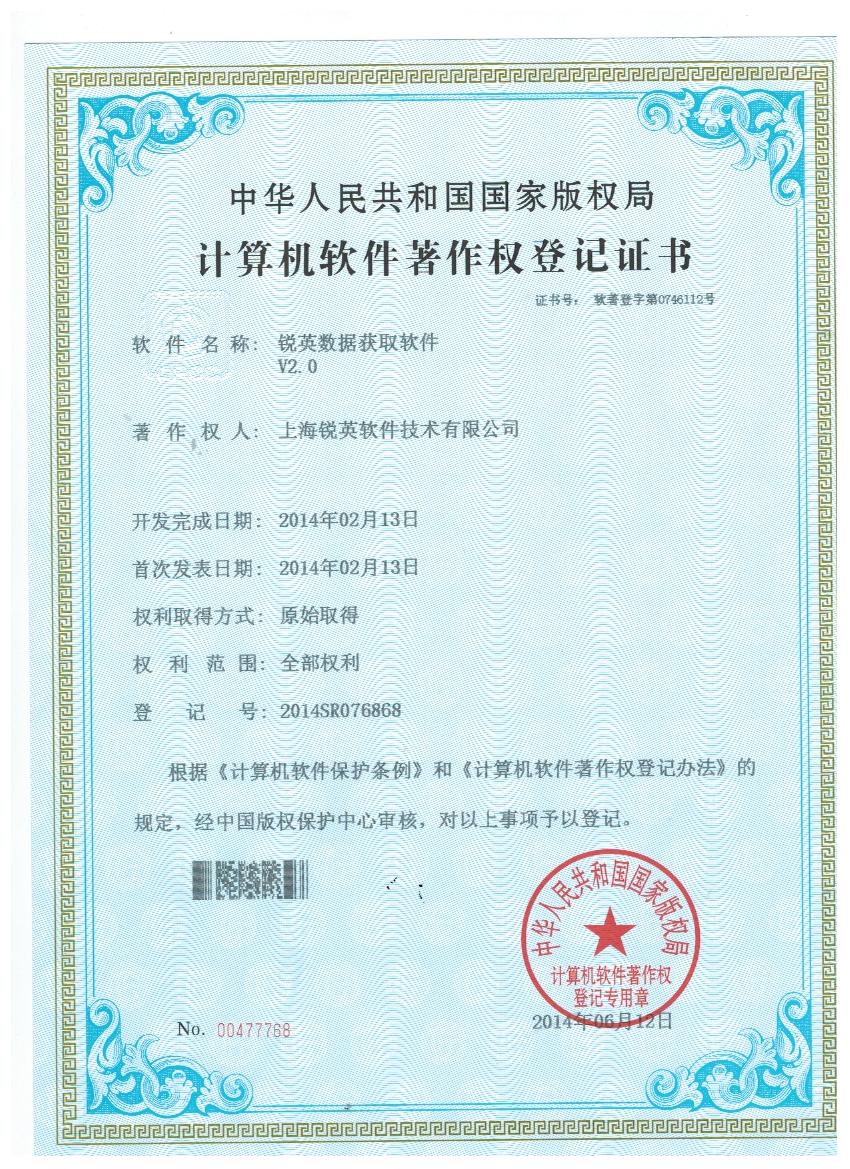 中华人民共和国国家版权局
计算机软件著作权登记证书
证书号： 软著登字第0746112号
软件名称： 锐英数据获取软件
V2.0
著作权人： 上海锐英软件技术有限公司
开发完成日期： 2014年02月13日
首次发表日期： 2014年02月13日
权利取得方式： 原始取得
权利范围： 全部权利
登记号： 2014SR076868
根据《计算机软件保护条例》和《计算机软件著作权登记办法》的
规定，经中国版权保护中心审核，对以上事项予以登记。
中华人民共和国国家版权局
计算机软件著作权
登记专用章
No. 00477768
2014年06月12日